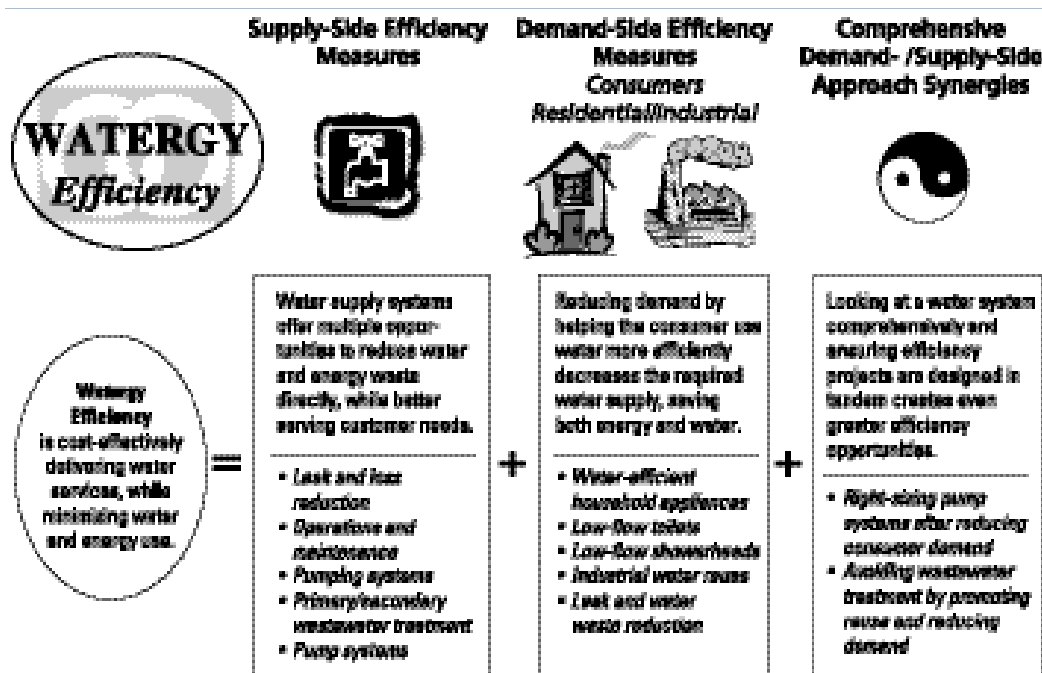 Supply-Side Efficiency
Measures
Demand-Side Efficiency
Measures
Consumers
Residential/Industrial
Comprehensive
Demand- /Supply-Side
Approach Synergies
WATERGY
Efficiency
Watergy
Efficiency
is cost-effectively
delivering water
services, while
minimizing water
and energy use.
=
Water supply systems
offer multiple oppor-
tunities to reduce water
and energy waste
directly, while better
serving customer needs.
• Leak and loss
reduction
• Operations and
maintenance
• Pumping systems
• Primary/secondary
wastewater treatment
• Pump systems
+
Reducing demand by
helping the consumer use
water more efficiently
decreases the required
water supply, saving
both energy and water.
• Water-efficient
household appliances
• Low-flow toilets
• Low-flow showerheads
• Industrial water reuse
• Leak and water
waste reduction
+
Looking at a water system
comprehensively and
ensuring efficiency
projects are designed in
tandem creates even
greater efficiency
opportunities.
• Right-sizing pump
systems after reducing
consumer demand
• Avoiding wastewater
treatment by promoting
reuse and reducing
demand